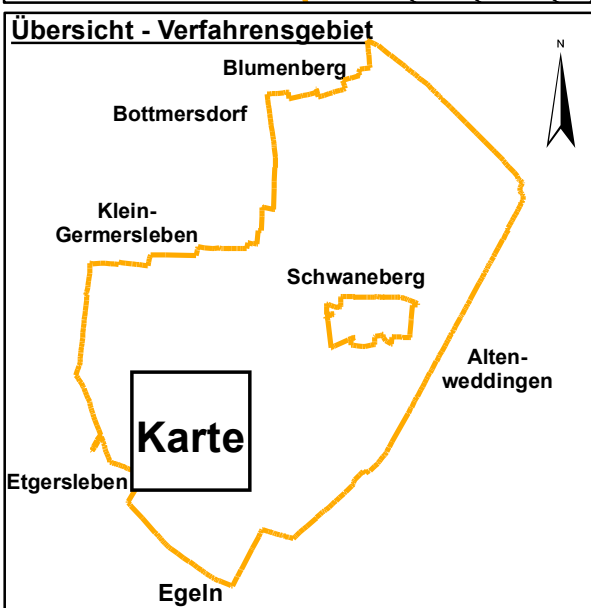 Übersicht - Verfahrensgebiet
N
Blumenberg
Bottmersdorf
Klein-
Germersleben
Schwaneberg
Alten-
weddingen
Karte
Etgersleben
Egeln